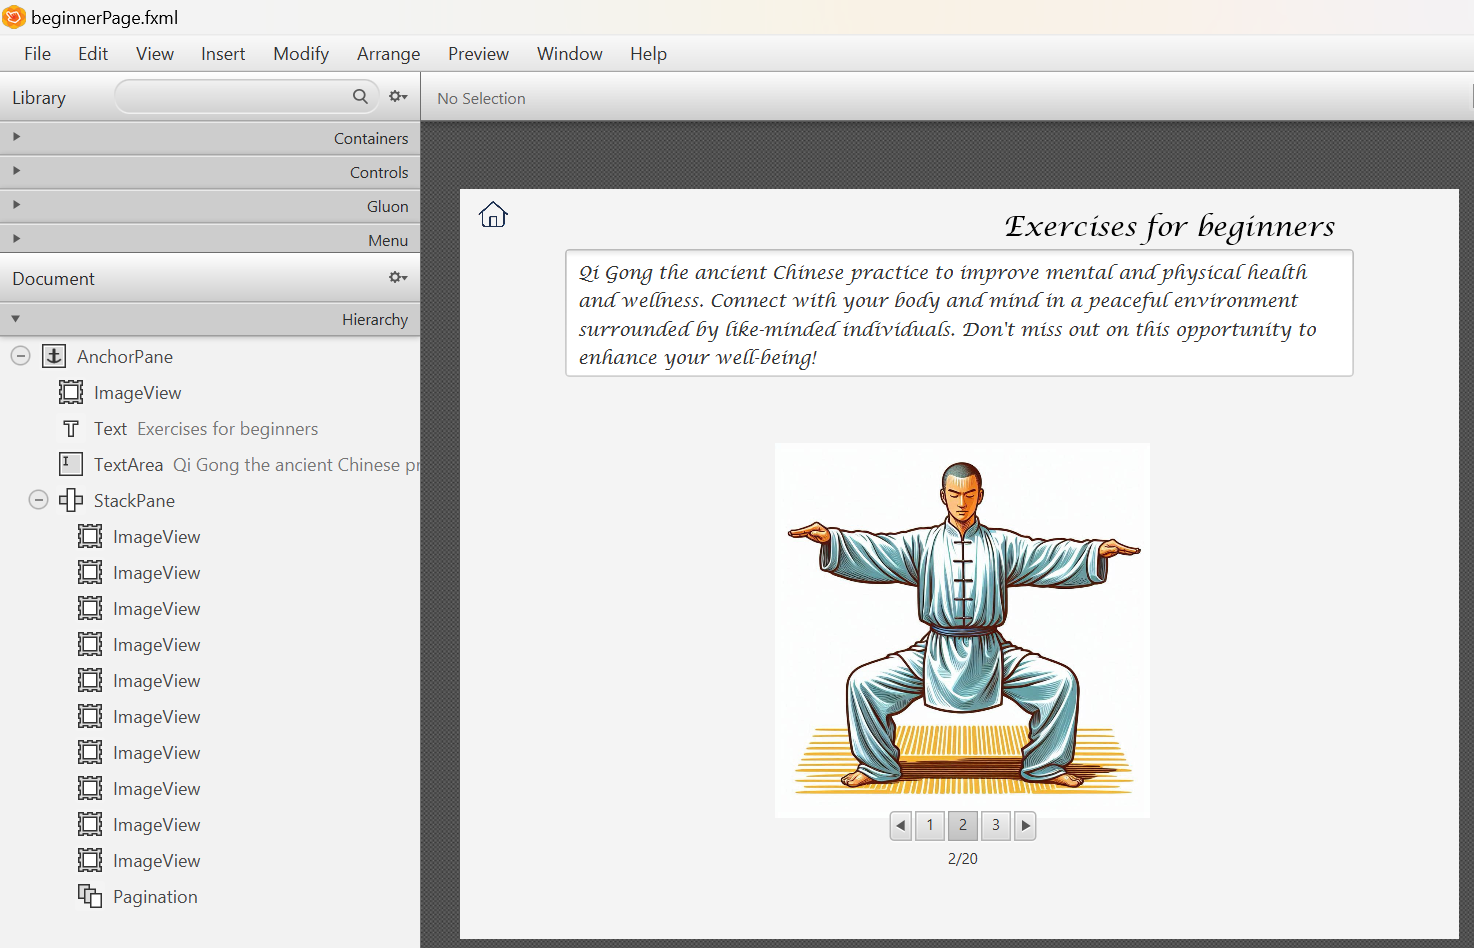 beginnerPage.fxml
File Edit View Insert Modify Arrange Preview Window Help
Library
No Selection
Containers
Controls
Gluon
Menu
Document
Hierarchy
AnchorPane
ImageView
Text Exercises for beginners
TextArea Qi Gong the ancient Chinese pr
StackPane
ImageView
ImageView
ImageView
ImageView
ImageView
ImageView
ImageView
ImageView
ImageView
ImageView
Pagination
Exercises for beginners
Qi Gong the ancient Chinese practice to improve mental and physical health
and wellness. Connect with your body and mind in a peaceful environment
surrounded by like-minded individuals. Don't miss out on this opportunity to
enhance your well-being!
1 2 3
2/20